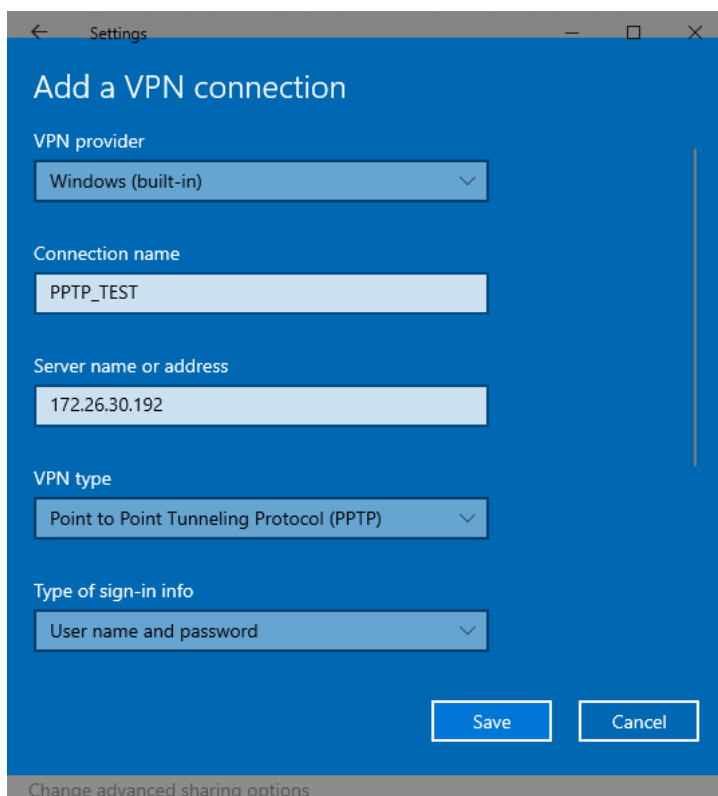 Settings
Add a VPN connection
VPN provider
Windows (built-in)
Connection name
PPTP_TEST
Server name or address
172.26.30.192
VPN type
Point to Point Tunneling Protocol (PPTP)
Type of sign-in info
User name and password
Save Cancel
Change advanced sharing options